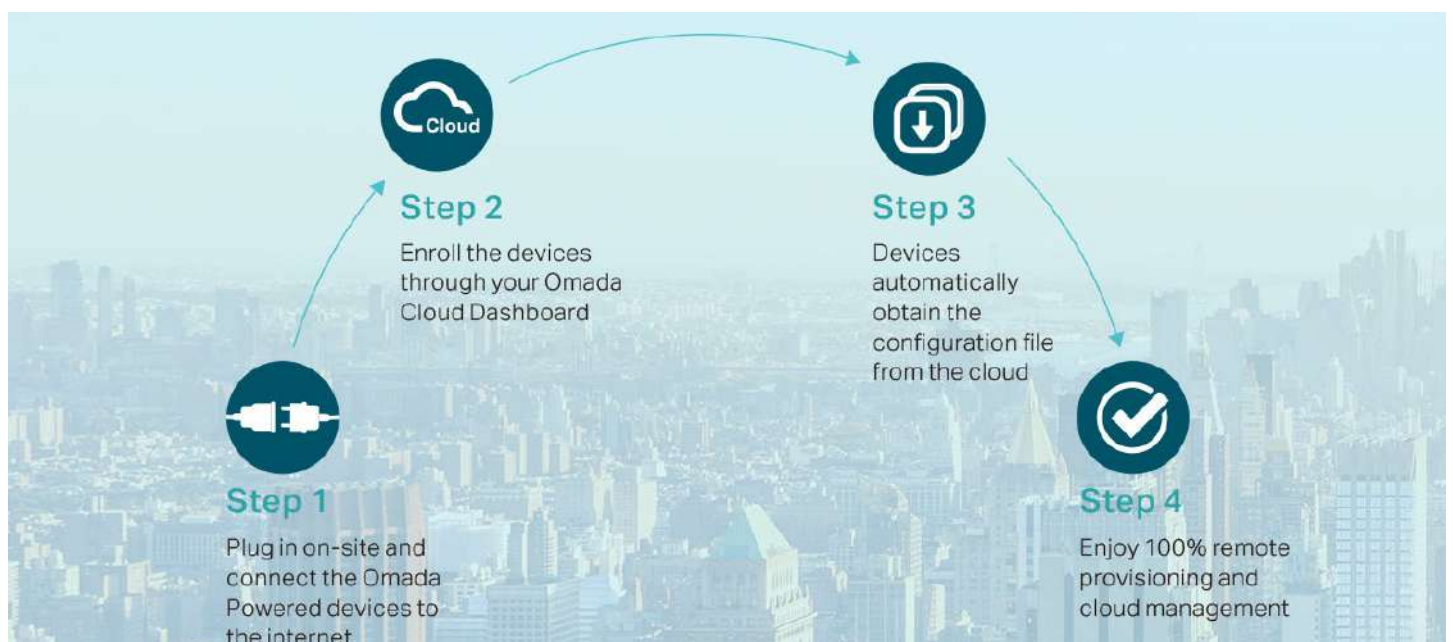 Cloud
Step 2
Enroll the devices
through your Omada
Cloud Dashboard
Step 3
Devices
automatically
obtain the
configuration file
from the cloud
Step 1
Plug in on-site and
connect the Omada
Powered devices to
the internet
Step 4
Enjoy 100% remote
provisioning and
cloud management